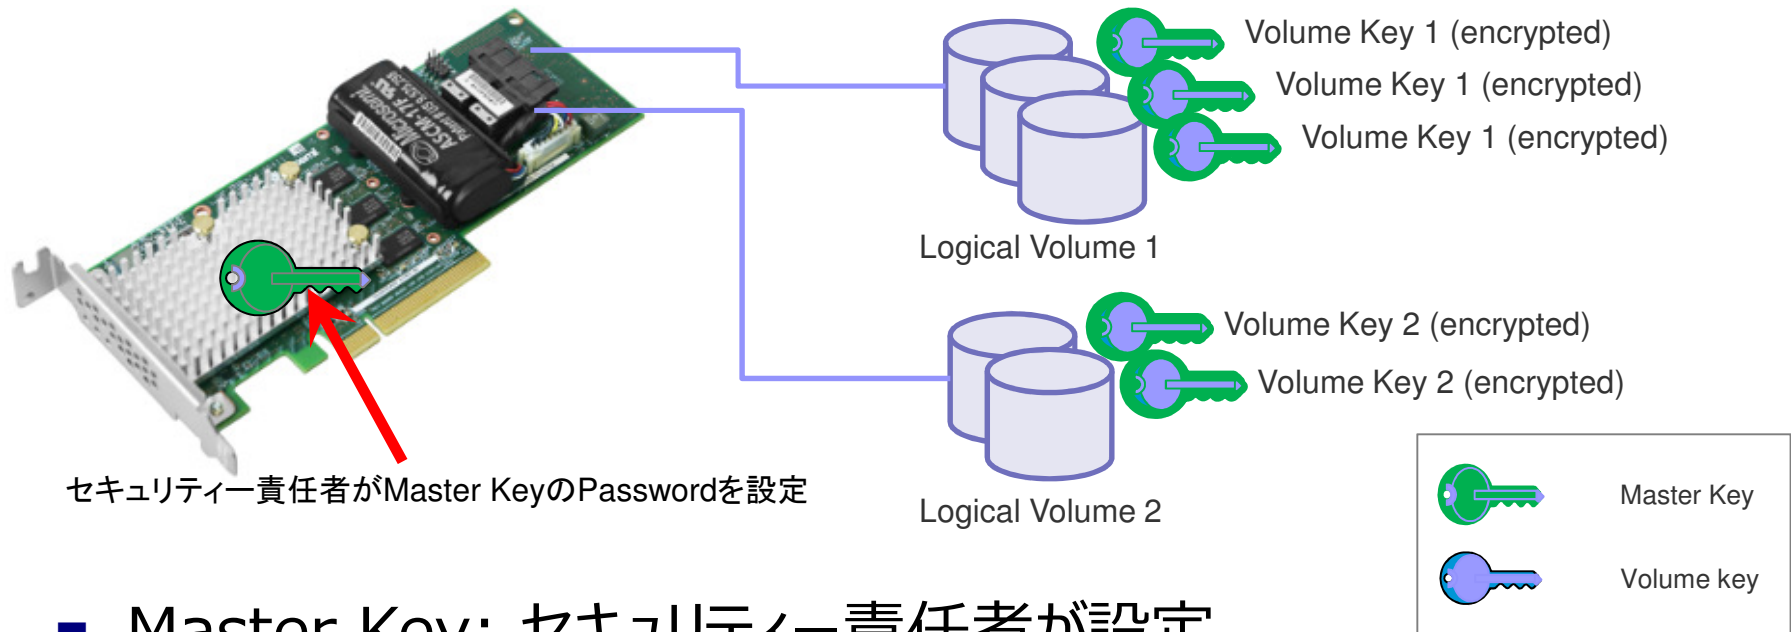 Volume Key 1 (encrypted)
Volume Key 1 (encrypted)
Volume Key 1 (encrypted)
Microsemi
ASCM-17F
Logical Volume 1
Volume Key 2 (encrypted)
Volume Key 2 (encrypted)
セキュリティー責任者がMaster KeyのPasswordを設定
Logical Volume 2
Master Key
Volume key
Master Key: セキュリティー責任者が設定